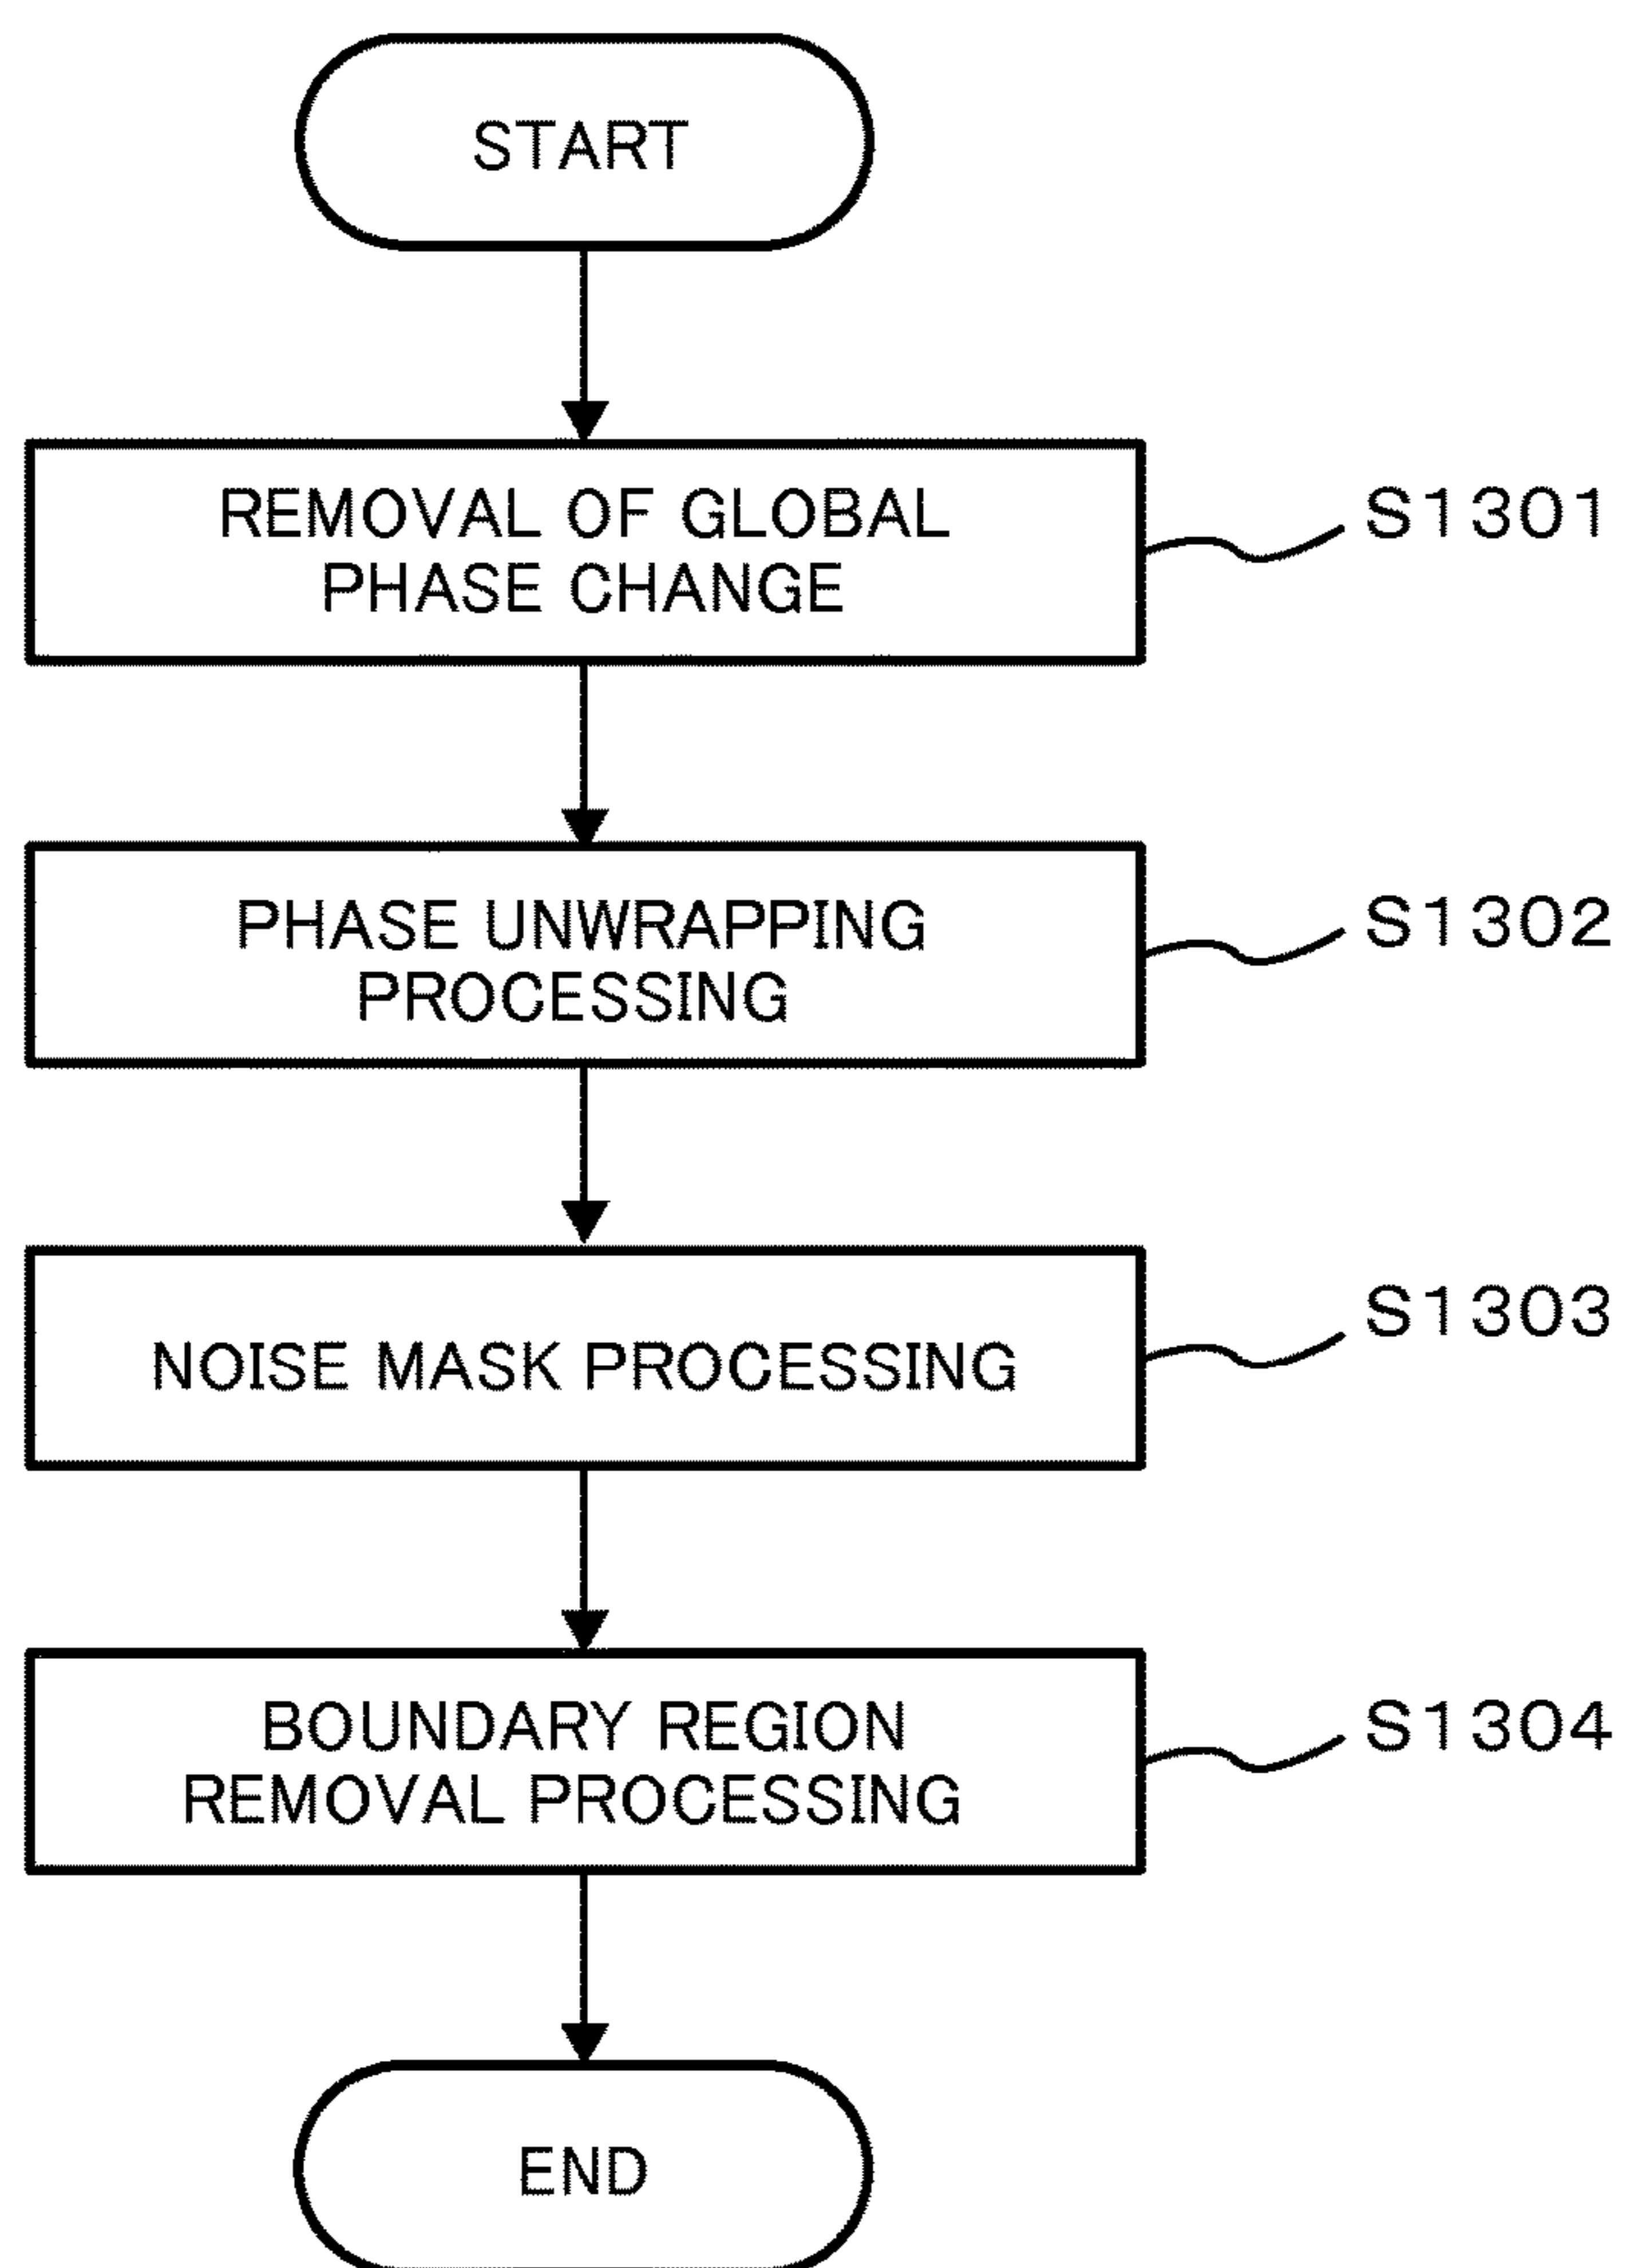 START
REMOVAL OF GLOBAL
PHASE CHANGE
S1301
PHASE UNWRAPPING
PROCESSING
S1302
NOISE MASK PROCESSING
S1303
BOUNDARY REGION
REMOVAL PROCESSING
S1304
END